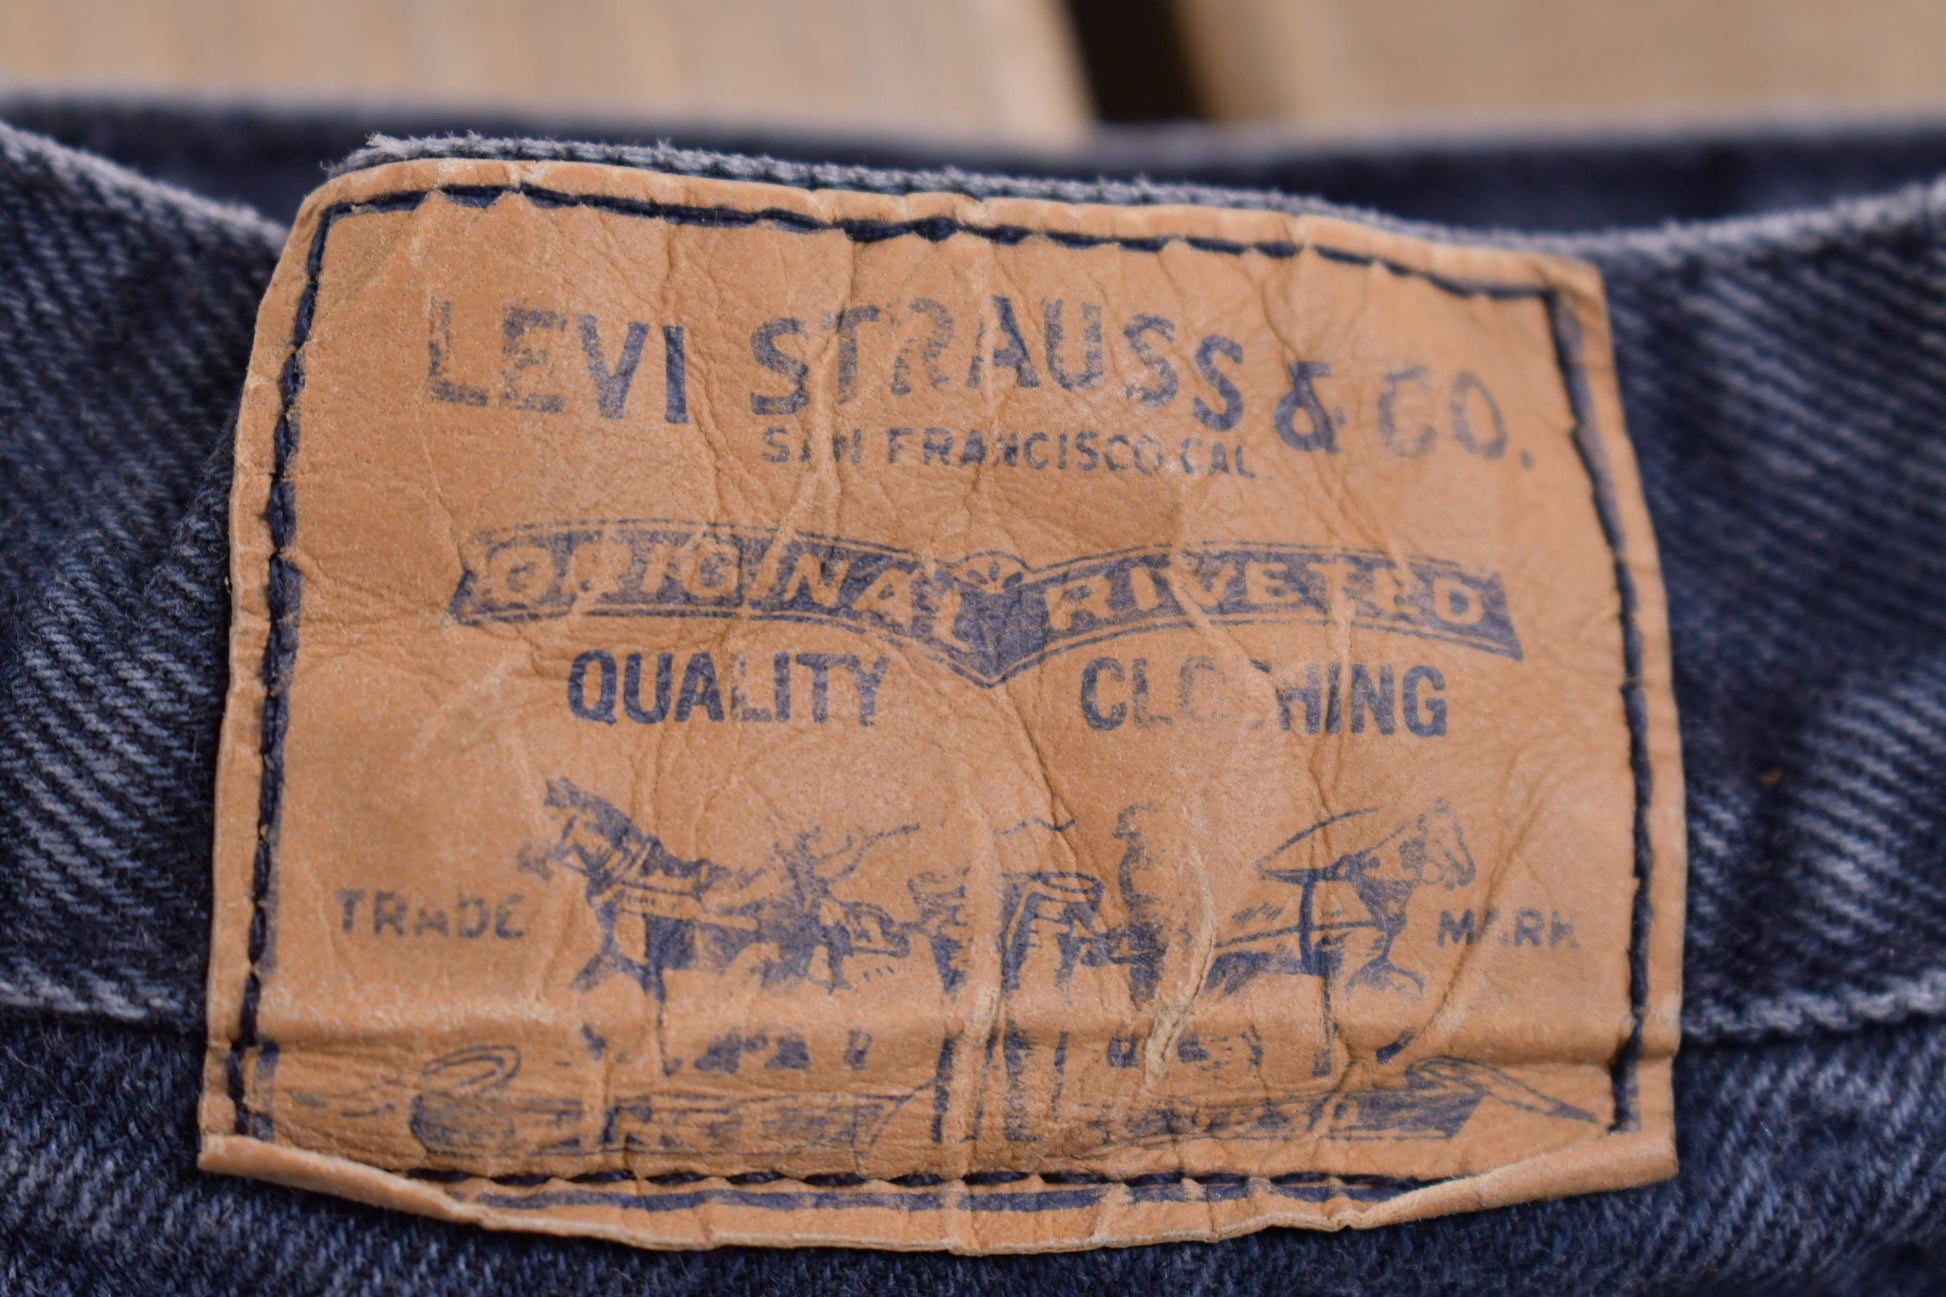 LEVI STRAUSS & CO.
SAN FRANCISCO CAL
ORIGINAL RIVETED
QUALITY CLOTHING
TRADE MARK